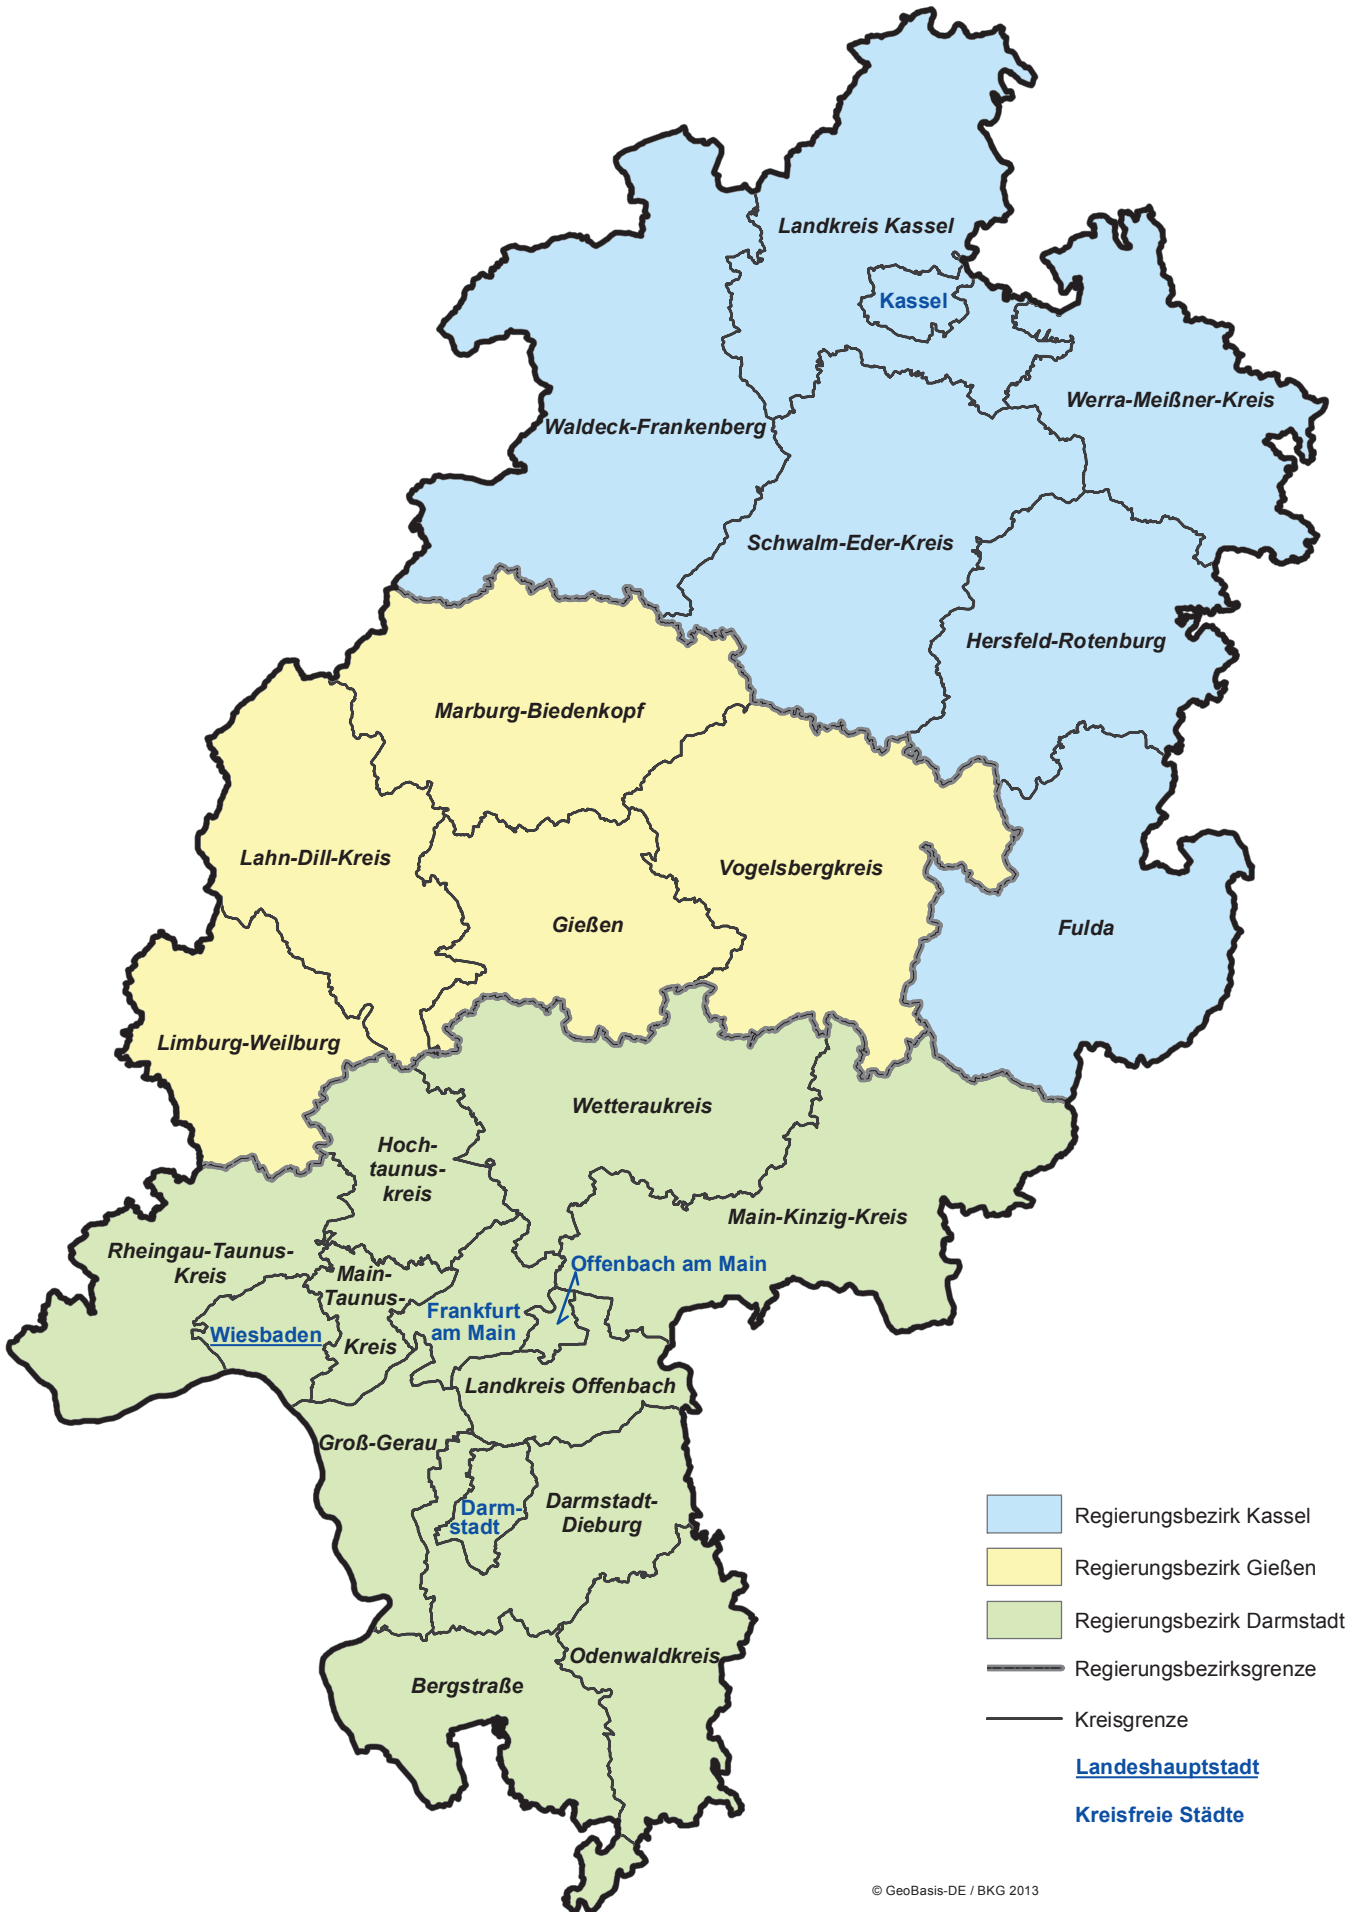 Landkreis Kassel
Kassel
Werra-Meißner-Kreis
Waldeck-Frankenberg
Schwalm-Eder-Kreis
Hersfeld-Rotenburg
Marburg-Biedenkopf
Lahn-Dill-Kreis
Vogelsbergkreis
Gießen
Fulda
Limburg-Weilburg
Wetteraukreis
Hoch-
taunus-
kreis
Main-Kinzig-Kreis
Rheingau-Taunus-
Kreis
Main-
Taunus-
Kreis
Offenbach am Main
Frankfurt
am Main
Wiesbaden
Landkreis Offenbach
Groß-Gerau
Darm-
stadt
Darmstadt-
Dieburg
Odenwaldkreis
Bergstraße
Regierungsbezirk Kassel
Regierungsbezirk Gießen
Regierungsbezirk Darmstadt
Regierungsbezirksgrenze
Kreisgrenze
Landeshauptstadt
Kreisfreie Städte
© GeoBasis-DE / BKG 2013